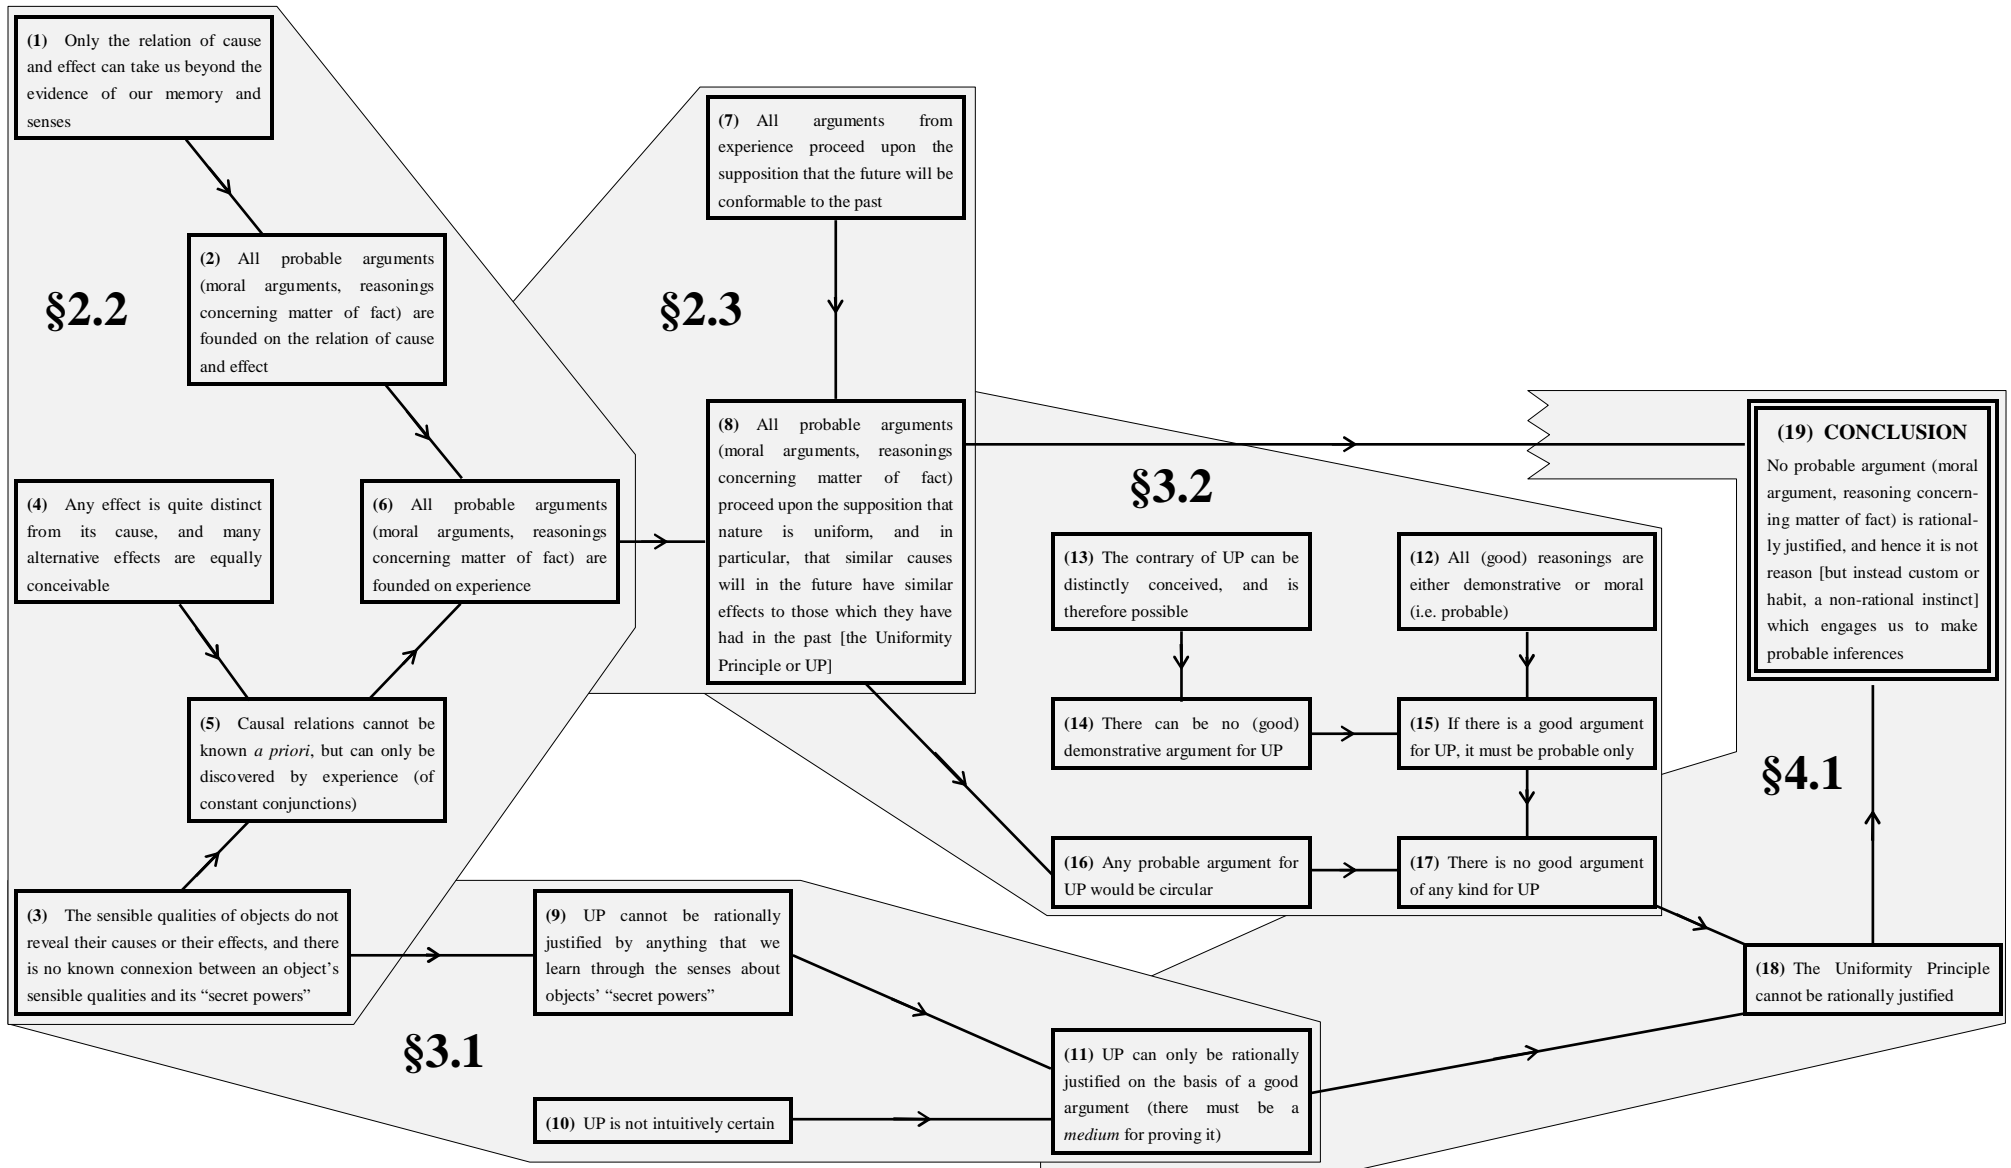 (1) Only the relation of cause
and effect can take us beyond the
evidence of our memory and
senses
§2.2
(2) All probable arguments
(moral arguments, reasonings
concerning matter of fact) are
founded on the relation of cause
and effect
(4) Any effect is quite distinct
from its cause, and many
alternative effects are equally
conceivable
(6) All probable arguments
(moral arguments, reasonings
concerning matter of fact) are
founded on experience
(5) Causal relations cannot be
known a priori, but can only be
discovered by experience (of
constant conjunctions)
(3) The sensible qualities of objects do not
reveal their causes or their effects, and there
is no known connexion between an object's
sensible qualities and its “secret powers”
(7) All arguments from
experience proceed upon the
supposition that the future will be
conformable to the past
§2.3
(8) All probable arguments
(moral arguments, reasonings
concerning matter of fact)
proceed upon the supposition that
nature is uniform, and in
particular, that similar causes
will in the future have similar
effects to those which they have
had in the past [the Uniformity
Principle or UP]
(9) UP cannot be rationally
justified by anything that we
learn through the senses about
objects' “secret powers”
§3.1
(10) UP is not intuitively certain
(11) UP can only be rationally
justified on the basis of a good
argument (there must be a
medium for proving it)
§3.2
(13) The contrary of UP can be
distinctly conceived, and is
therefore possible
(12) All (good) reasonings are
either demonstrative or moral
(i.e. probable)
(14) There can be no (good)
demonstrative argument for UP
(15) If there is a good argument
for UP, it must be probable only
(16) Any probable argument for
UP would be circular
(17) There is no good argument
of any kind for UP
(19) CONCLUSION
No probable argument (moral
argument, reasoning concern-
ing matter of fact) is rational-
ly justified, and hence it is not
reason [but instead custom or
habit, a non-rational instinct]
which engages us to make
probable inferences
§4.1
(18) The Uniformity Principle
cannot be rationally justified